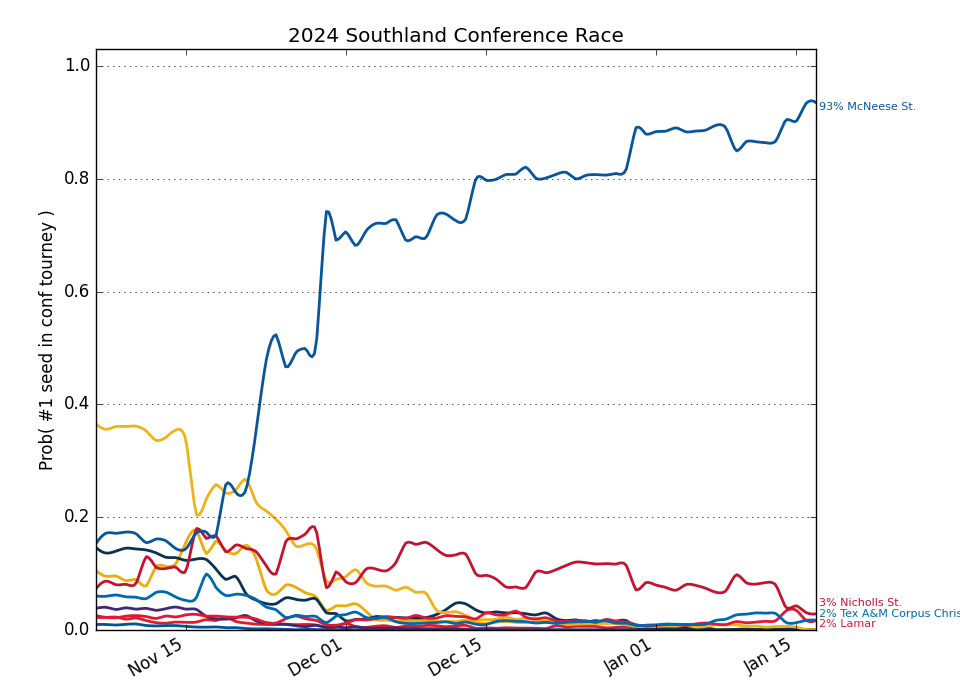 2024 Southland Conference Race
1.0
0.8
0.6
0.4
0.2
0.0
Prob( #1 seed in conf tourney )
93% McNeese St.
3% Nicholls St.
2% Tex A&M Corpus Chris
2% Lamar
Nov 15
Dec 01
Dec 15
Jan 01
Jan 15